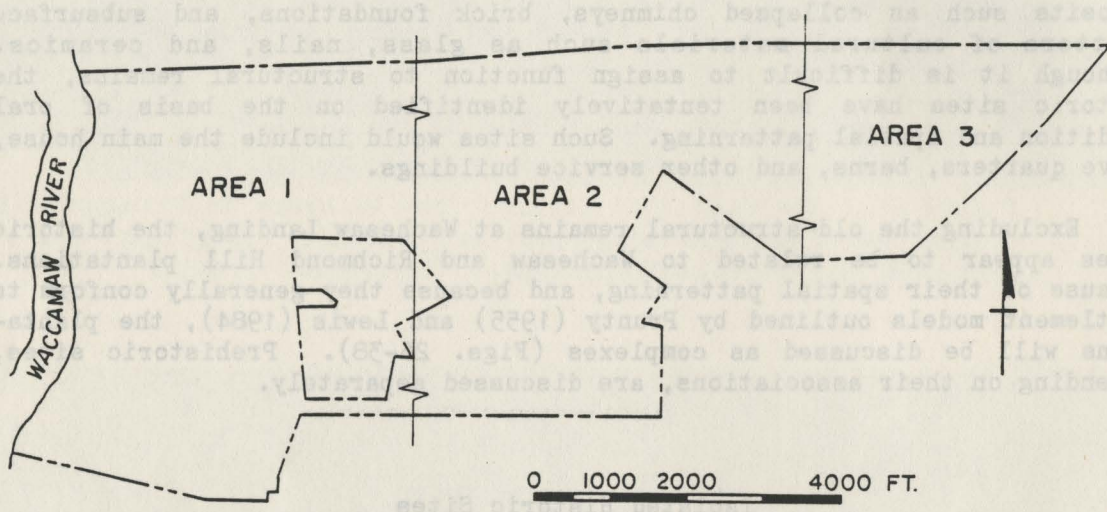 AREA 1
AREA 2
AREA 3
WACCAMAW RIVER
0 1000 2000 4000 FT.
osits such as collapsed chimneys, brick foundations, and subsurface
of cultural materials such as glass, nails, and ceramics.
hough it is difficult to assign function to structural remains, the
toric sites have been tentatively identified on the basis of oral
dition and spatial patterning. Such sites would include the main house,
ve quarters, barns, and other service buildings.
Excluding the old structural remains at Wachesaw Landing, the historic
es appear to be related to Wachesaw and Richmond Hill plantations.
cause of their spatial patterning, and because they generally conform to
tlement models outlined by Prunty (1955) and Lewis (1984), the planta-
ns will be discussed as complexes (Figs. 38). Prehistoric sites,
ending on their associations, are discussed separately.
Historic Sites